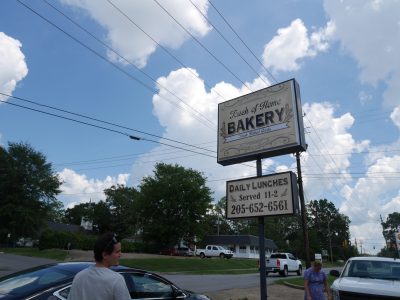 Touch of Home
BAKERY
DAILY LUNCHES
Served 11-2
205-652-6561